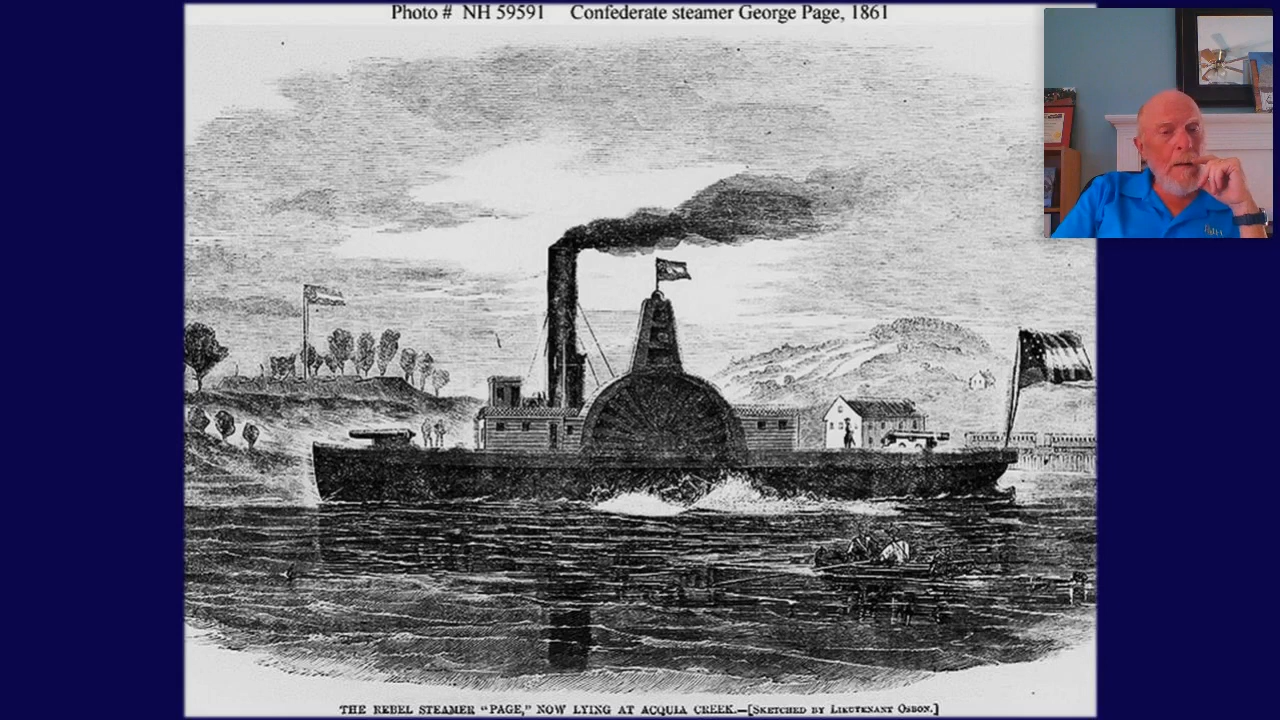 Photo # NH 59591 Confederate steamer George Page, 1861
THE REBEL STEAMER "PAGE," NOW LYING AT ACQUIA CREEK.—[Sketched by Lieutenant Osbon.]